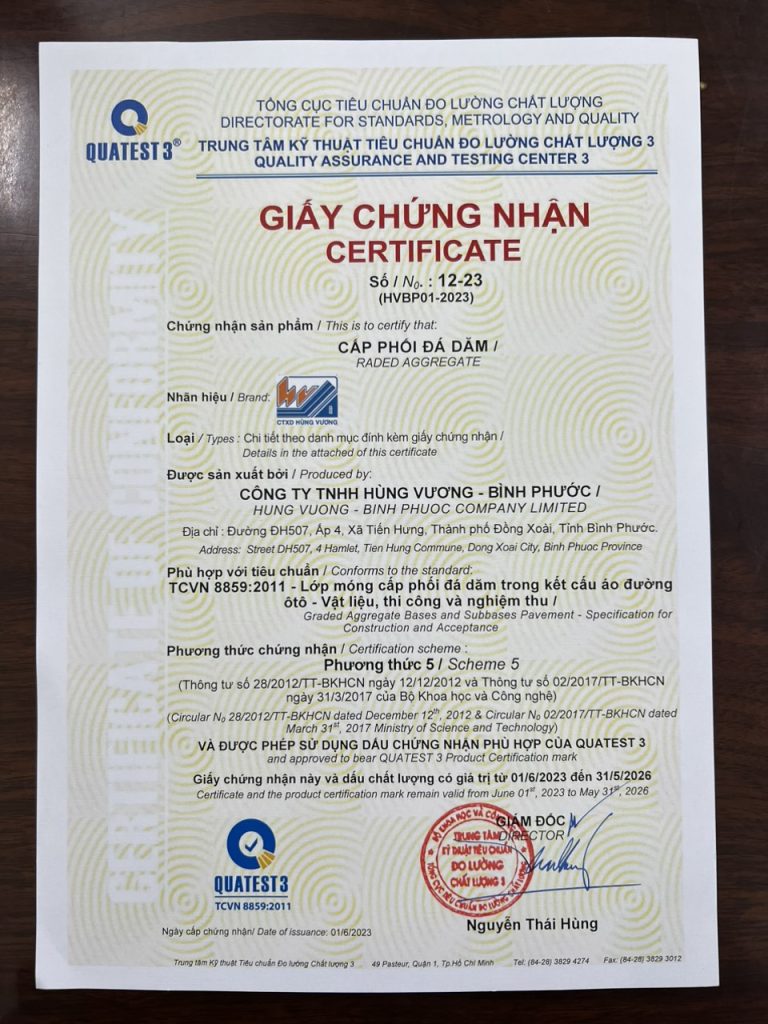 QUATEST 3®
TỔNG CỤC TIÊU CHUẨN ĐO LƯỜNG CHẤT LƯỢNG
DIRECTORATE FOR STANDARDS, METROLOGY AND QUALITY
TRUNG TÂM KỸ THUẬT TIÊU CHUẨN ĐO LƯỜNG CHẤT LƯỢNG 3
QUALITY ASSURANCE AND TESTING CENTER 3
CERTIFICATE OF CONFORMITY
GIẤY CHỨNG NHẬN
CERTIFICATE
Số / No. : 12-23
(HVBP01-2023)
Chứng nhận sản phẩm / This is to certify that:
CẤP PHỐI ĐÁ DĂM /
RADED AGGREGATE
Nhãn hiệu / Brand:
CTXD HÙNG VƯƠNG
Loại / Types : Chi tiết theo danh mục đính kèm giấy chứng nhận /
Details in the attached of this certificate
Được sản xuất bởi / Produced by:
CÔNG TY TNHH HÙNG VƯƠNG - BÌNH PHƯỚC /
HUNG VUONG - BINH PHUOC COMPANY LIMITED
Địa chỉ : Đường ĐH507, Ấp 4, Xã Tiến Hưng, Thành phố Đồng Xoài, Tỉnh Bình Phước.
Address: Street DH507, 4 Hamlet, Tien Hung Commune, Dong Xoai City, Binh Phuoc Province
Phù hợp với tiêu chuẩn / Conforms to the standard:
TCVN 8859:2011 - Lớp móng cấp phối đá dăm trong kết cấu áo đường
ôtô - Vật liệu, thi công và nghiệm thu /
Graded Aggregate Bases and Subbases Pavement - Specification for
Construction and Acceptance
Phương thức chứng nhận / Certification scheme :
Phương thức 5 / Scheme 5
(Thông tư số 28/2012/TT-BKHCN ngày 12/12/2012 và Thông tư số 02/2017/TT-BKHCN
ngày 31/3/2017 của Bộ Khoa học và Công nghệ)
(Circular No 28/2012/TT-BKHCN dated December 12th, 2012 & Circular No 02/2017/TT-BKHCN dated
March 31st, 2017 Ministry of Science and Technology)
VÀ ĐƯỢC PHÉP SỬ DỤNG DẤU CHỨNG NHẬN PHÙ HỢP CỦA QUATEST 3
and approved to bear QUATEST 3 Product Certification mark
Giấy chứng nhận này và dấu chất lượng có giá trị từ 01/6/2023 đến 31/5/2026
Certificate and the product certification mark remain valid from June 01st, 2023 to May 31st, 2026
GIÁM ĐỐC
DIRECTOR
TRUNG TÂM
KỸ THUẬT TIÊU CHUẨN
ĐO LƯỜNG
CHẤT LƯỢNG 3
QUATEST 3
TCVN 8859:2011
Nguyễn Thái Hùng
Ngày cấp chứng nhận/ Date of issuance: 01/6/2023
Trung tâm Kỹ thuật Tiêu chuẩn Đo lường Chất lượng 3 49 Pasteur, Quận 1, Tp.Hồ Chí Minh Tel: (84-28) 3829 4274 Fax: (84-28) 3829 3012